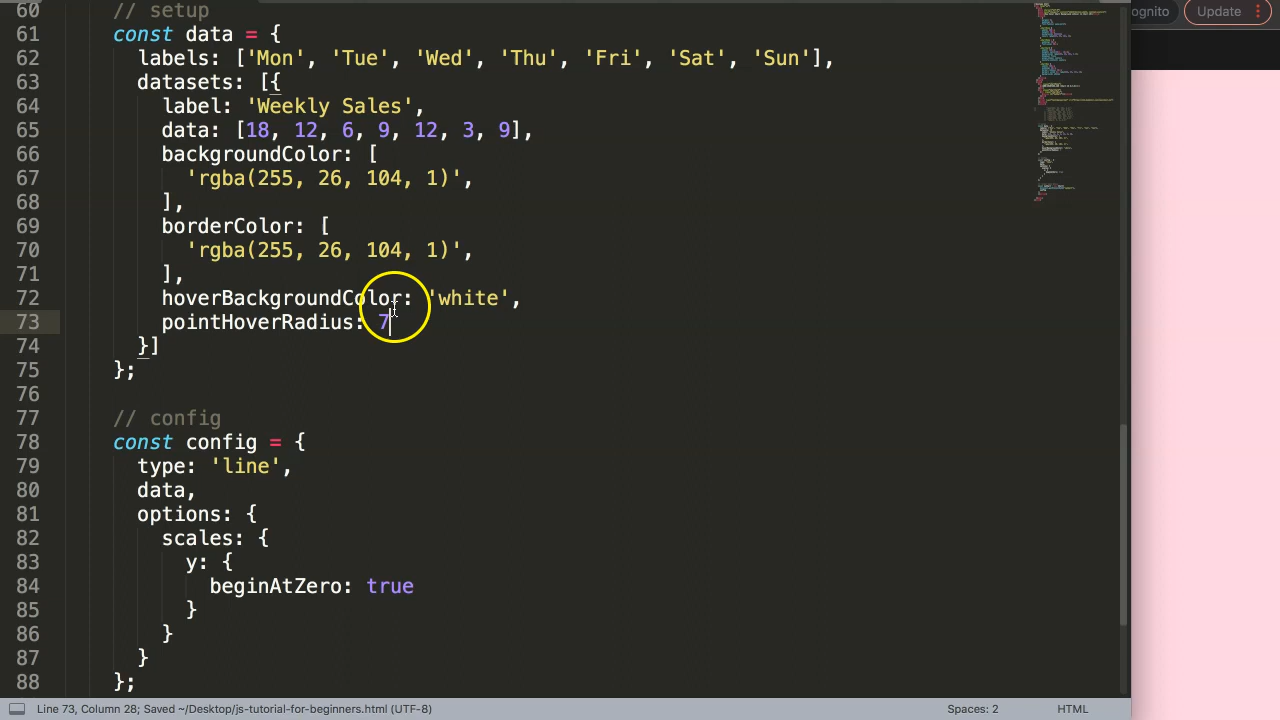 60 // setup
61 const data = {
62 labels: ['Mon', 'Tue', 'Wed', 'Thu', 'Fri', 'Sat', 'Sun'],
63 datasets: [{
64 label: 'Weekly Sales',
65 data: [18, 12, 6, 9, 12, 3, 9],
66 backgroundColor: [
67 'rgba(255, 26, 104, 1)',
68 ],
69 borderColor: [
70 'rgba(255, 26, 104, 1)',
71 ],
72 hoverBackgroundColor: 'white',
73 pointHoverRadius: 7
74 }]
75 };
76
77 // config
78 const config = {
79 type: 'line',
80 data,
81 options: {
82 scales: {
83 y: {
84 beginAtZero: true
85 }
86 }
87 }
88 };
Line 73, Column 28; Saved ~/Desktop/js-tutorial-for-beginners.html (UTF-8)
Spaces: 2
HTML
ognito
Update